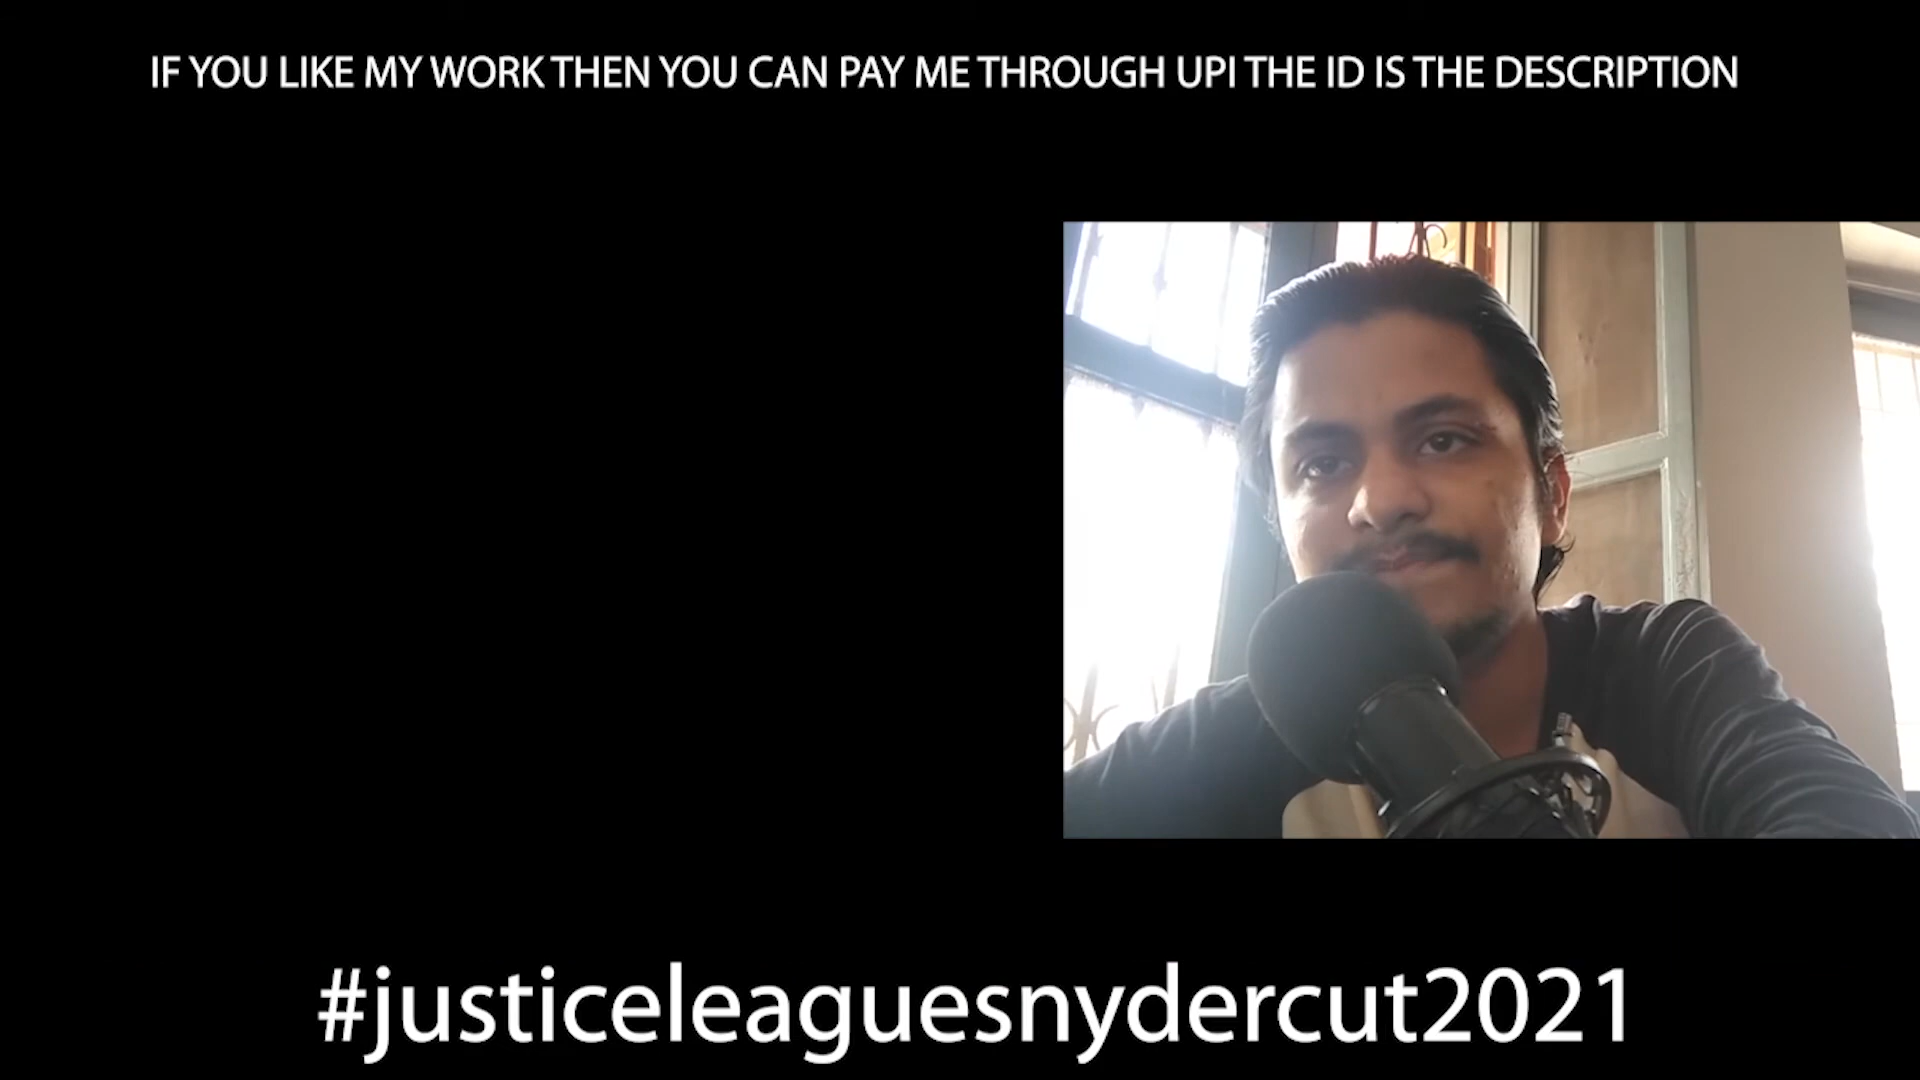 IF YOU LIKE MY WORK THEN YOU CAN PAY ME THROUGH UPI THE ID IS THE DESCRIPTION
#justiceleaguesnydercut2021